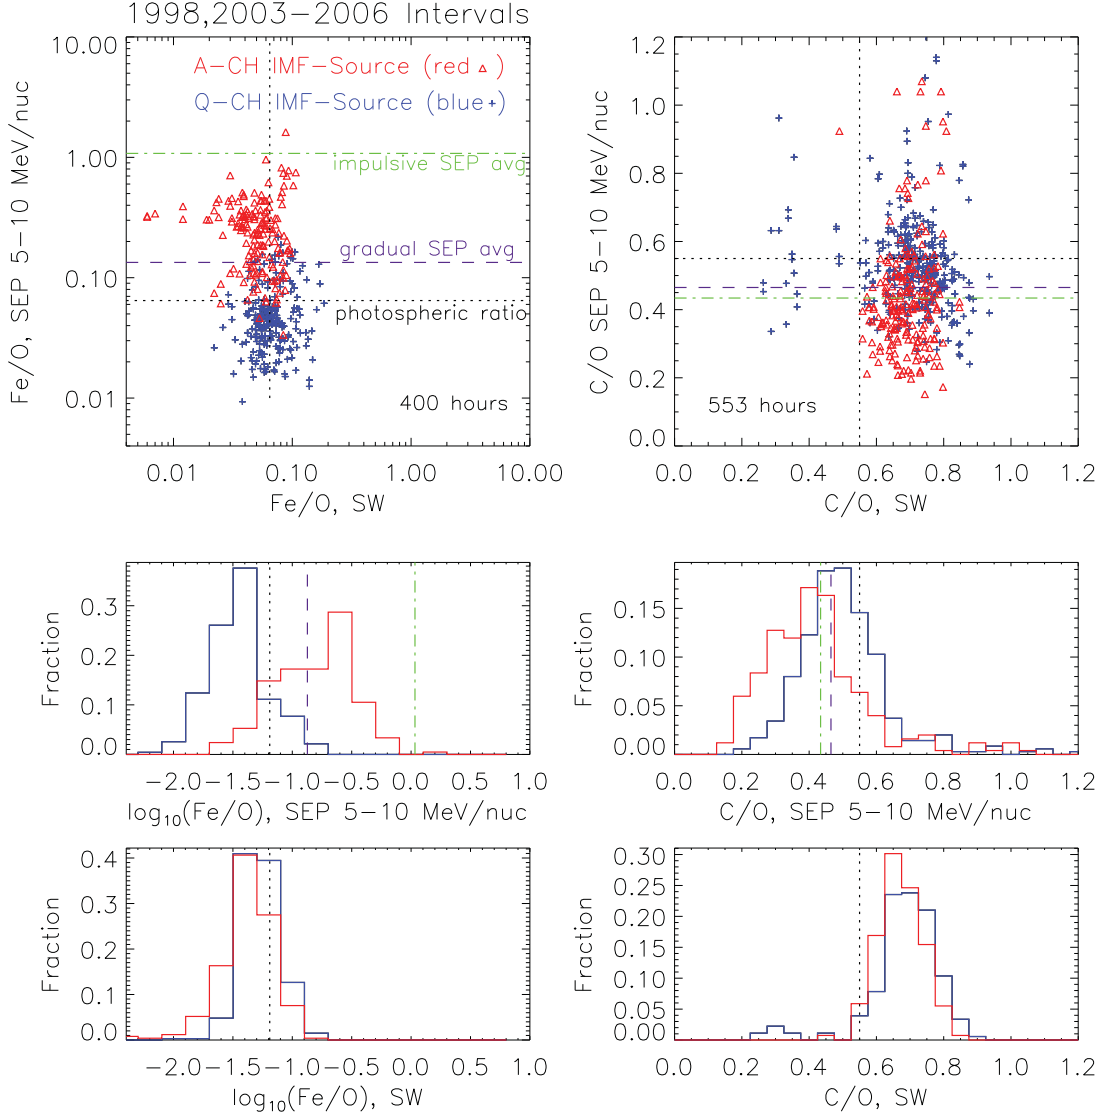 1998,2003−2006 Intervals
Fe/O, SEP 5−10 MeV/nuc
10.00
1.00
0.10
0.01
A−CH IMF−Source (red △ )
Q−CH IMF−Source (blue+)
impulsive SEP avg
gradual SEP avg
photospheric ratio
400 hours
0.01 0.10 1.00 10.00
Fe/O, SW
C/O SEP 5−10 MeV/nuc
1.2
1.0
0.8
0.6
0.4
0.2
0.0
553 hours
0.0 0.2 0.4 0.6 0.8 1.0 1.2
C/O, SW
Fraction
0.3
0.2
0.1
0.0
−2.0 −1.5 −1.0 −0.5 0.0 0.5 1.0
log₁₀(Fe/O), SEP 5−10 MeV/nuc
Fraction
0.15
0.10
0.05
0.00
0.0 0.2 0.4 0.6 0.8 1.0 1.2
C/O, SEP 5−10 MeV/nuc
Fraction
0.4
0.3
0.2
0.1
0.0
−2.0 −1.5 −1.0 −0.5 0.0 0.5 1.0
log₁₀(Fe/O), SW
Fraction
0.30
0.25
0.20
0.15
0.10
0.05
0.00
0.0 0.2 0.4 0.6 0.8 1.0 1.2
C/O, SW